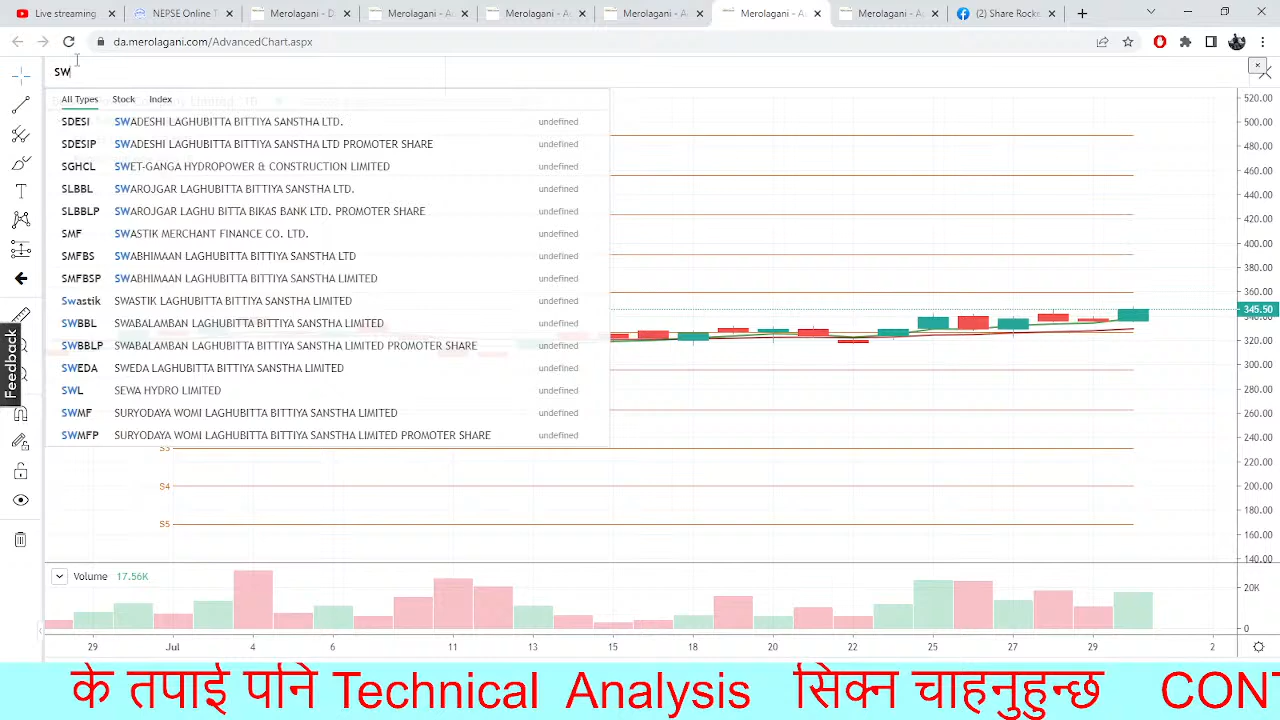 Live streaming
NEPSE Online T
Merolagani - D
Merolagani - A
Merolagani - A
Merolagani - A
Merolagani - A
Merolagani - A
(2) Share Rocke
da.merolagani.com/AdvancedChart.aspx
SW
All Types Stock Index
SDESI SWADESHI LAGHUBITTA BITTIYA SANSTHA LTD. undefined
SDESIP SWADESHI LAGHUBITTA BITTIYA SANSTHA LTD PROMOTER SHARE undefined
SGHCL SWET-GANGA HYDROPOWER & CONSTRUCTION LIMITED undefined
SLBBL SWAROJGAR LAGHUBITTA BITTIYA SANSTHA LTD. undefined
SLBBLP SWAROJGAR LAGHU BITTA BIKAS BANK LTD. PROMOTER SHARE undefined
SMF SWASTIK MERCHANT FINANCE CO. LTD. undefined
SMFBS SWABHIMAAN LAGHUBITTA BITTIYA SANSTHA LTD undefined
SMFBSP SWABHIMAAN LAGHUBITTA BITTIYA SANSTHA LIMITED undefined
Swastik SWASTIK LAGHUBITTA BITTIYA SANSTHA LIMITED undefined
SWBBL SWABALAMBAN LAGHUBITTA BITTIYA SANSTHA LIMITED undefined
SWBBLP SWABALAMBAN LAGHUBITTA BITTIYA SANSTHA LIMITED PROMOTER SHARE undefined
SWEDA SWEDA LAGHUBITTA BITTIYA SANSTHA LIMITED undefined
SWL SEWA HYDRO LIMITED undefined
SWMF SURYODAYA WOMI LAGHUBITTA BITTIYA SANSTHA LIMITED undefined
SWMFP SURYODAYA WOMI LAGHUBITTA BITTIYA SANSTHA LIMITED PROMOTER SHARE undefined
520.00
500.00
480.00
460.00
440.00
420.00
400.00
380.00
360.00
345.50
320.00
300.00
280.00
260.00
240.00
220.00
200.00
180.00
160.00
140.00
S4
S5
Feedback
Volume 17.56K
20K
0
29 Jul 4 6 11 13 15 18 20 22 25 27 29 2
के तपाई पनि Technical Analysis सिक्न चाहनुहुन्छ CONT